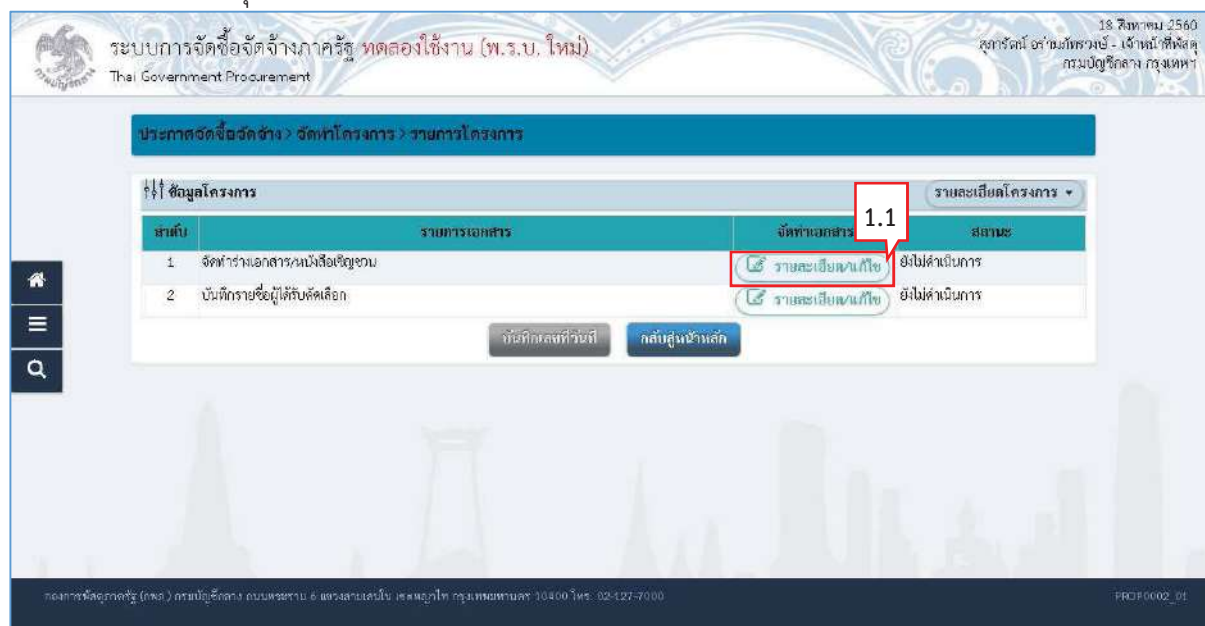 18 สิงหาคม 2560
ระบบการจัดซื้อจัดจ้างภาครัฐ ทดลองใช้งาน (พ.ร.บ. ใหม่)
เจ้าหน้าที่พัสดุ
Thai Government Procurement
กรมบัญชีกลาง กรุงเทพฯ
ประกาศจัดซื้อจัดจ้าง > จัดทำโครงการ > รายการโครงการ
ข้อมูลโครงการ
รายละเอียดโครงการ
1.1
ลำดับ รายการเอกสาร จัดทำเอกสาร สถานะ
1 จัดทำร่างเอกสาร/หนังสือเชิญชวน รายละเอียด/แก้ไข ยังไม่ดำเนินการ
2 บันทึกรายชื่อผู้ได้รับคัดเลือก รายละเอียด/แก้ไข ยังไม่ดำเนินการ
บันทึกเลขที่วันที่ กลับสู่หน้าหลัก
กองการพัสดุภาครัฐ (กพภ.) กรมบัญชีกลาง ถนนพระราม 6 แขวงสามเสนใน เขตพญาไท กรุงเทพมหานคร 10400 โทร. 02-127-7000 PROP0002_01